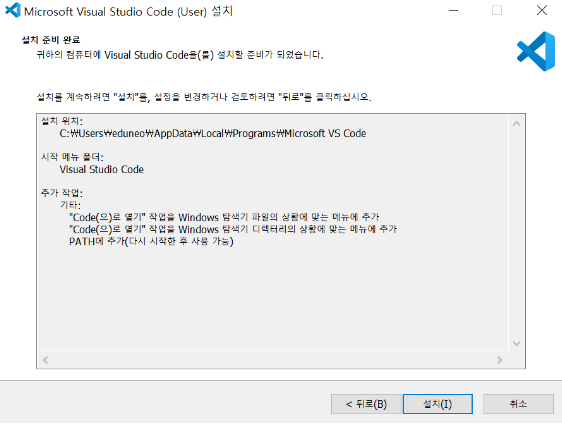 Microsoft Visual Studio Code (User) 설치
설치 준비 완료
귀하의 컴퓨터에 Visual Studio Code을(를) 설치할 준비가 되었습니다.
설치를 계속하려면 "설치"를, 설정을 변경하거나 검토하려면 "뒤로"를 클릭하십시오.
설치 위치:
C:₩Users₩eduneo₩AppData₩Local₩Programs₩Microsoft VS Code
시작 메뉴 폴더:
Visual Studio Code
추가 작업:
기타:
"Code(으)로 열기" 작업을 Windows 탐색기 파일의 상황에 맞는 메뉴에 추가
"Code(으)로 열기" 작업을 Windows 탐색기 디렉터리의 상황에 맞는 메뉴에 추가
PATH에 추가(다시 시작한 후 사용 가능)
< 뒤로(B) 설치(I) 취소